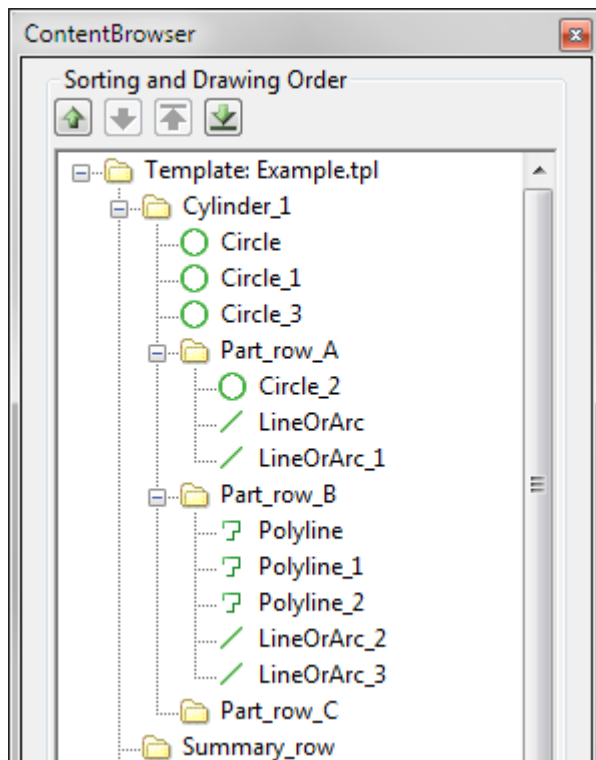 ContentBrowser
Sorting and Drawing Order
Template: Example.tpl
Cylinder_1
Circle
Circle_1
Circle_3
Part_row_A
Circle_2
LineOrArc
LineOrArc_1
Part_row_B
Polyline
Polyline_1
Polyline_2
LineOrArc_2
LineOrArc_3
Part_row_C
Summary_row